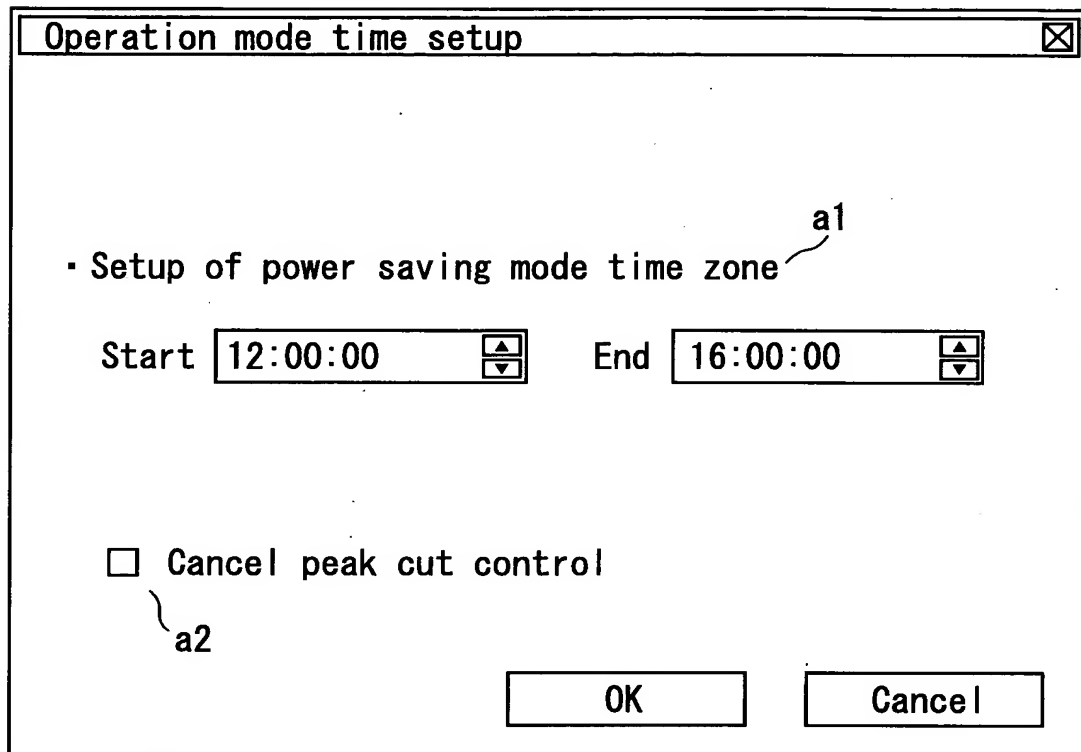 Operation mode time setup
a1
・Setup of power saving mode time zone
Start 12:00:00 End 16:00:00
Cancel peak cut control
a2
OK Cancel